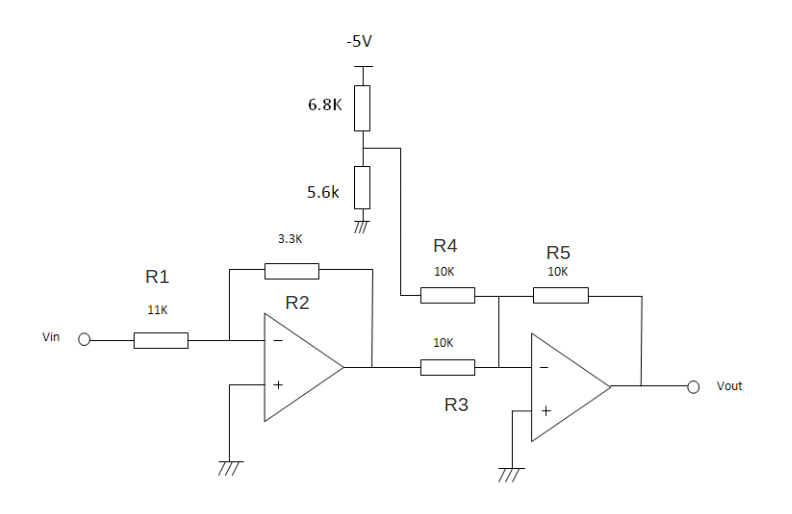 -5V
6.8K
5.6k
3.3K
R4
R5
10K
10K
R1
R2
11K
Vin
−
+
10K
R3
−
+
Vout